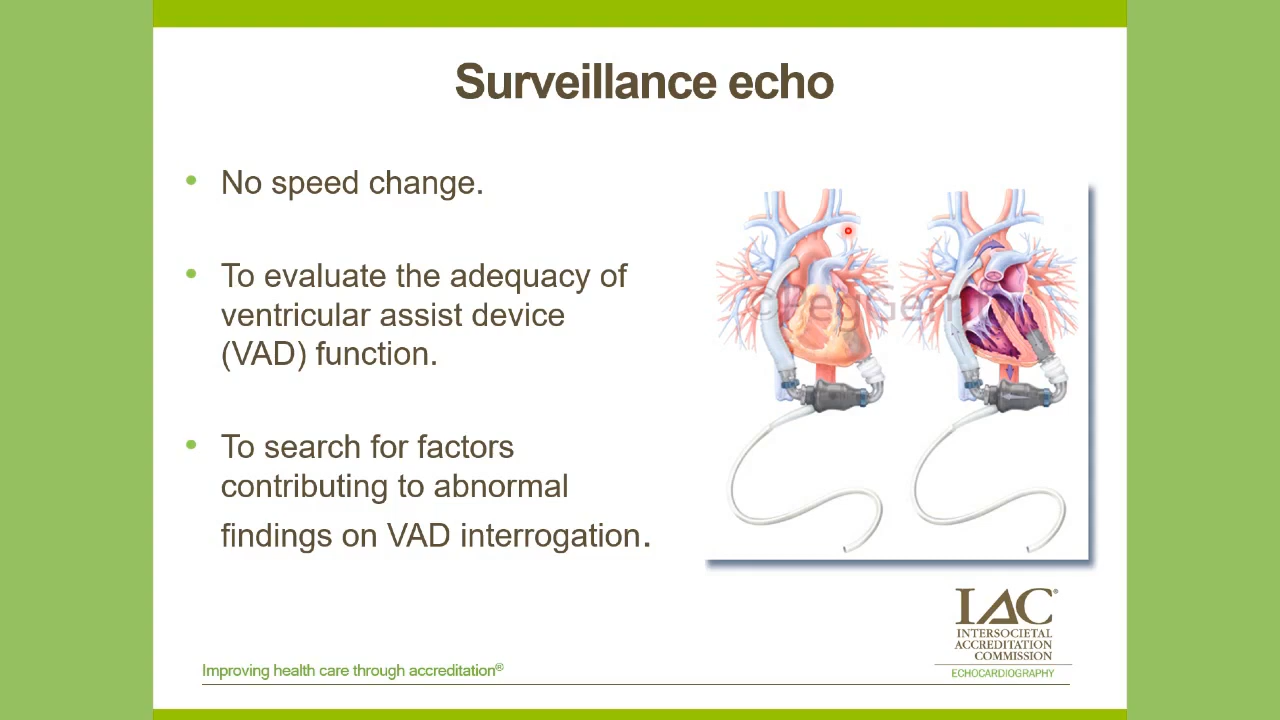 Surveillance echo
• No speed change.
• To evaluate the adequacy of
ventricular assist device
(VAD) function.
• To search for factors
contributing to abnormal
findings on VAD interrogation.
IAC®
INTERSOCIETAL
ACCREDITATION
COMMISSION
ECHOCARDIOGRAPHY
Improving health care through accreditation®